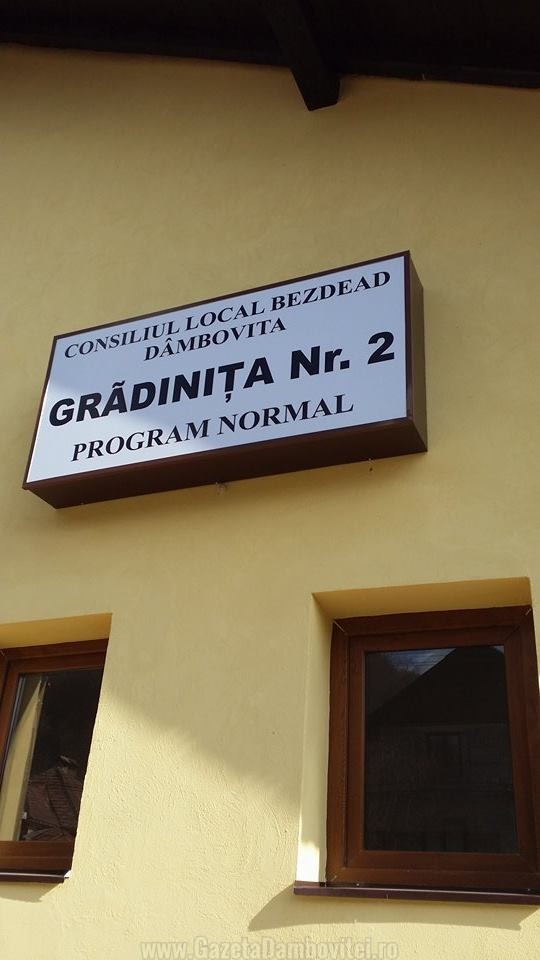 CONSILIUL LOCAL BEZDEAD
DÂMBOVITA
GRÃDINIȚA Nr. 2
PROGRAM NORMAL
www.GazetaDambovitei.ro